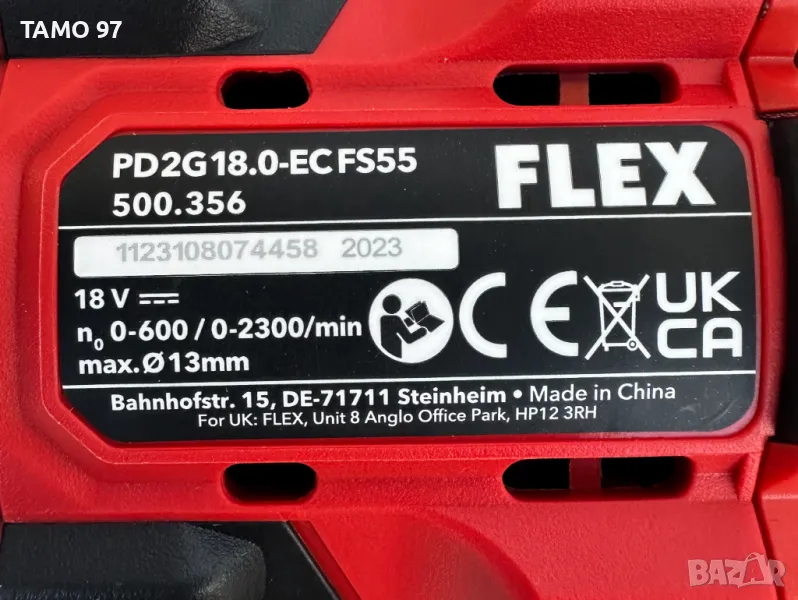 TAMO 97
PD2G18.0-EC FS55
500.356
FLEX
1123108074458 2023
18 V
n0 0-600 / 0-2300/min
max. Ø 13mm
CE
UK
CA
Bahnhofstr. 15, DE-71711 Steinheim • Made in China
For UK: FLEX, Unit 8 Anglo Office Park, HP12 3RH
BAZAR